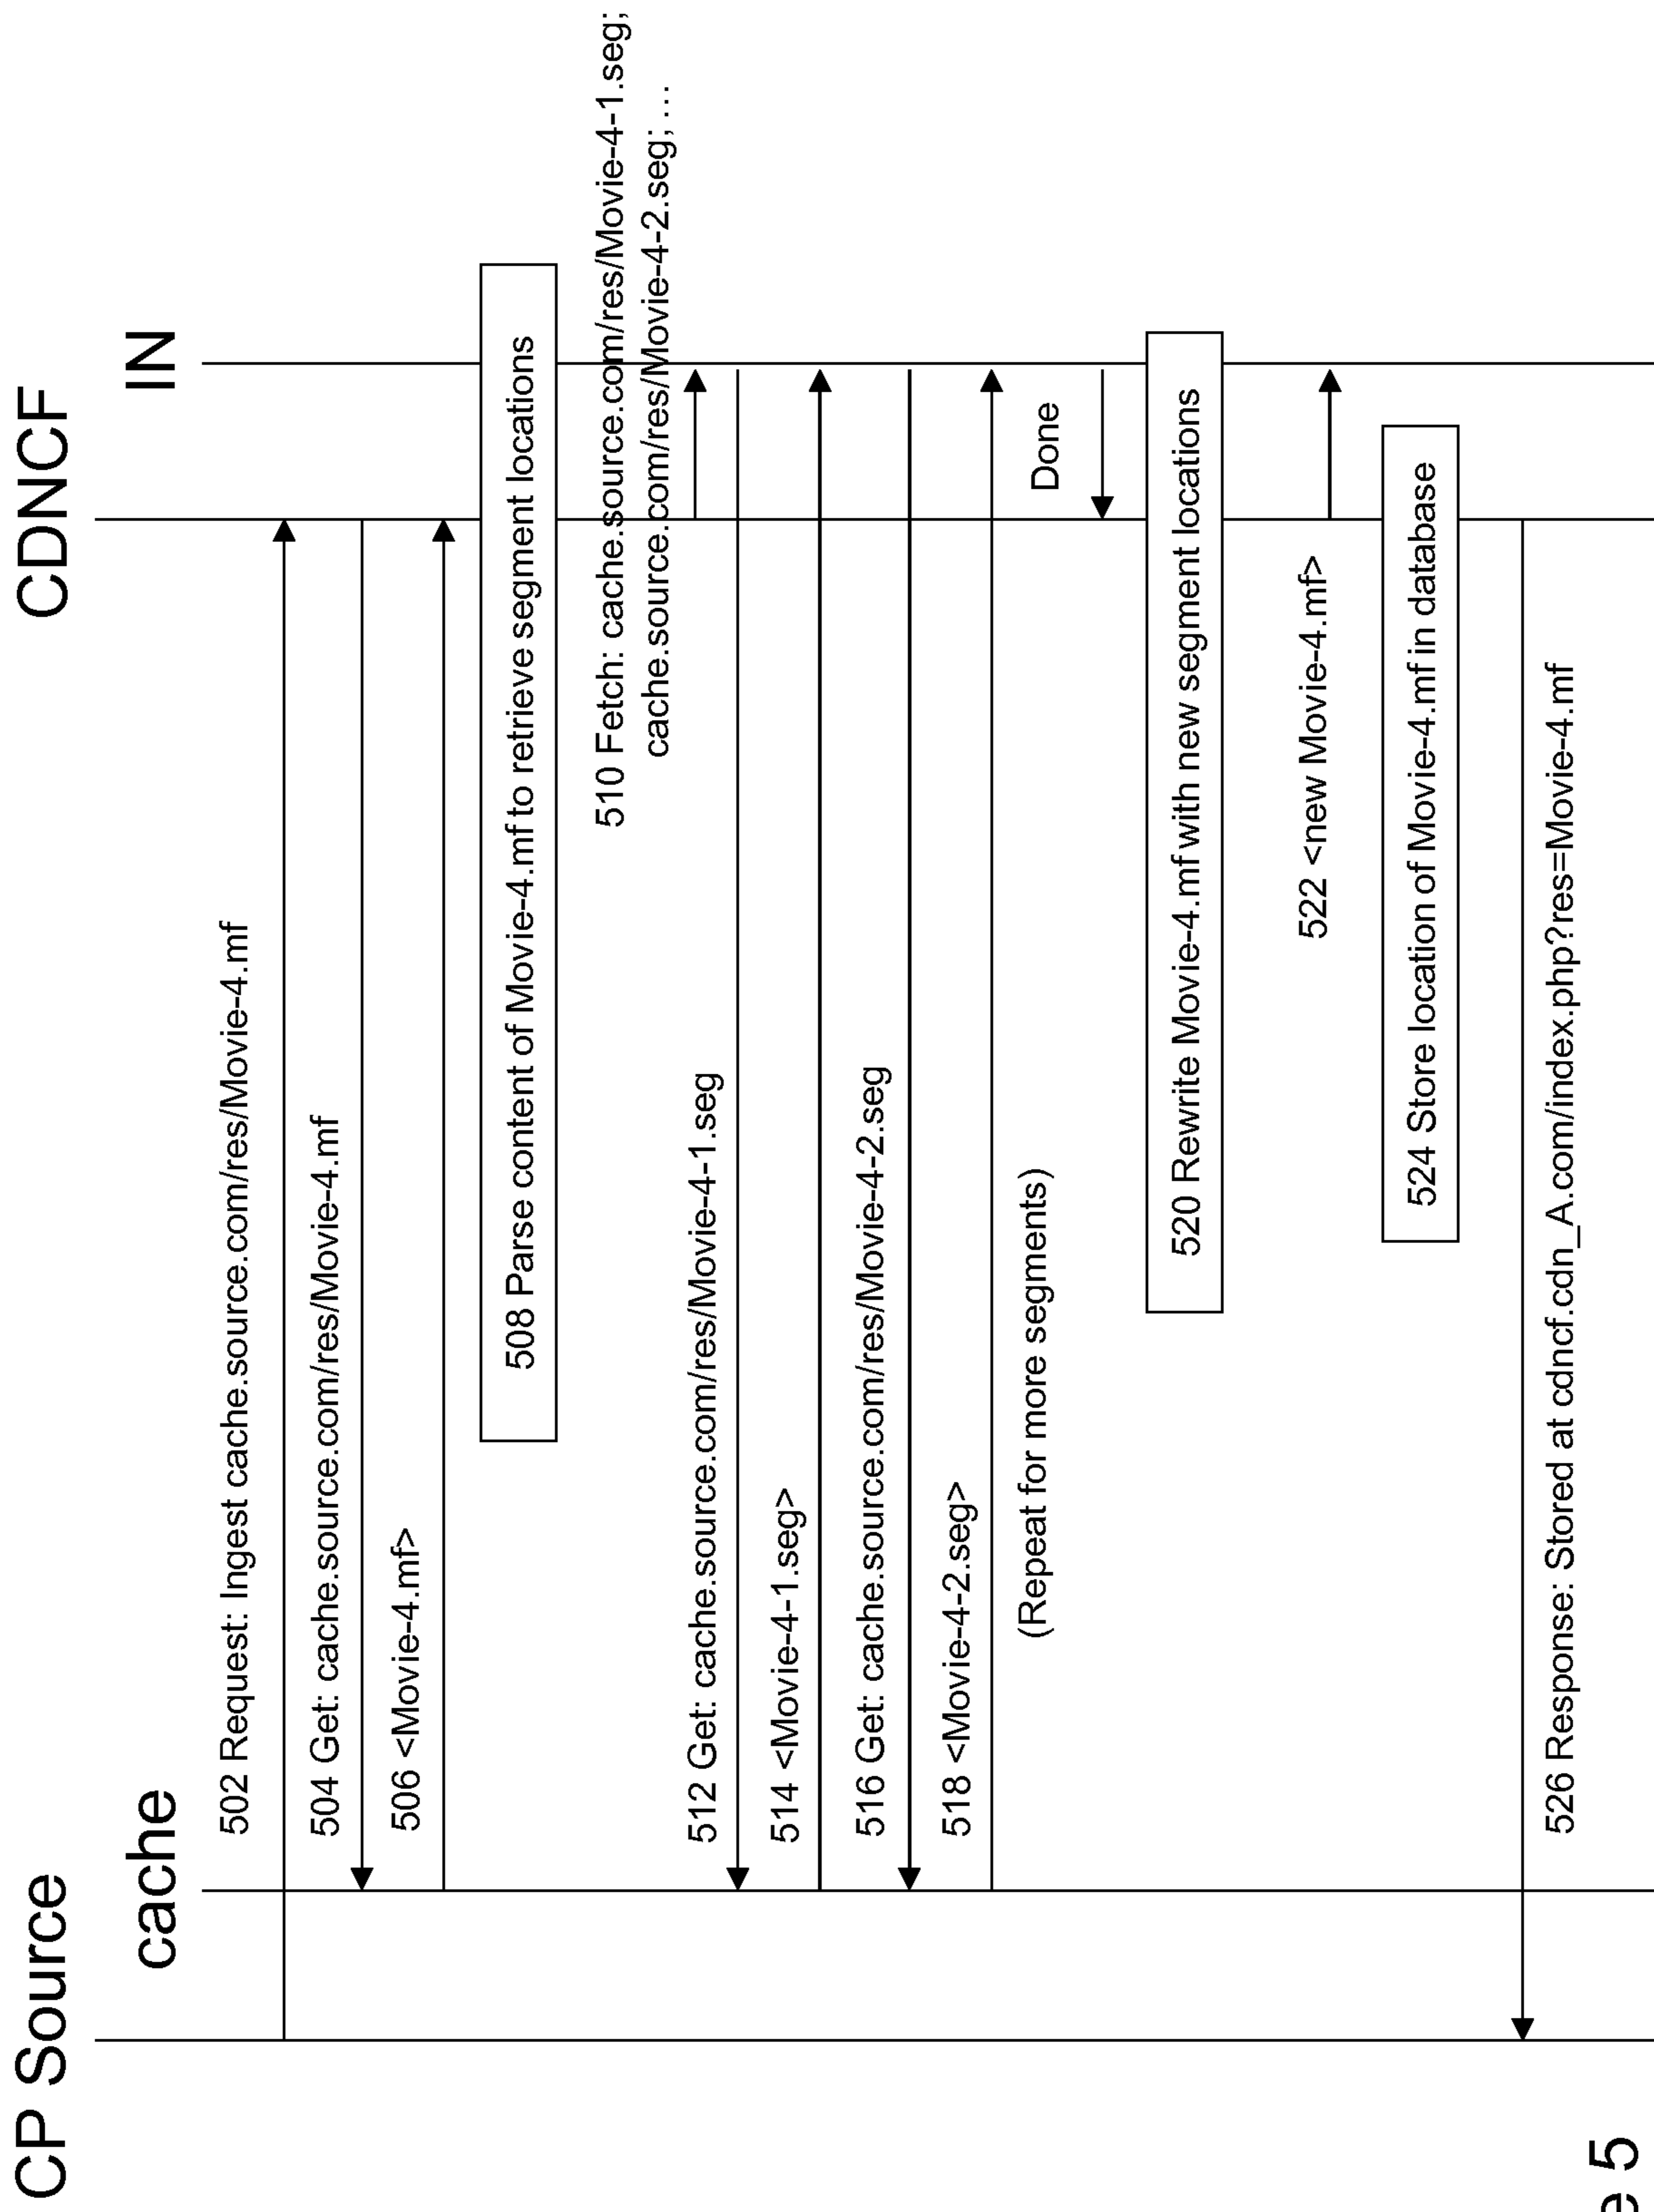 CP Source
CDNCF
cache
IN
502 Request: Ingest cache.source.com/res/Movie-4.mf
504 Get: cache.source.com/res/Movie-4.mf
506 <Movie-4.mf>
508 Parse content of Movie-4.mf to retrieve segment locations
510 Fetch: cache.source.com/res/Movie-4-1.seg;
cache.source.com/res/Movie-4-2.seg; …
512 Get: cache.source.com/res/Movie-4-1.seg
514 <Movie-4-1.seg>
516 Get: cache.source.com/res/Movie-4-2.seg
518 <Movie-4-2.seg>
(Repeat for more segments)
Done
520 Rewrite Movie-4.mf with new segment locations
522 <new Movie-4.mf>
524 Store location of Movie-4.mf in database
526 Response: Stored at cdncf.cdn_A.com/index.php?res=Movie-4.mf
5